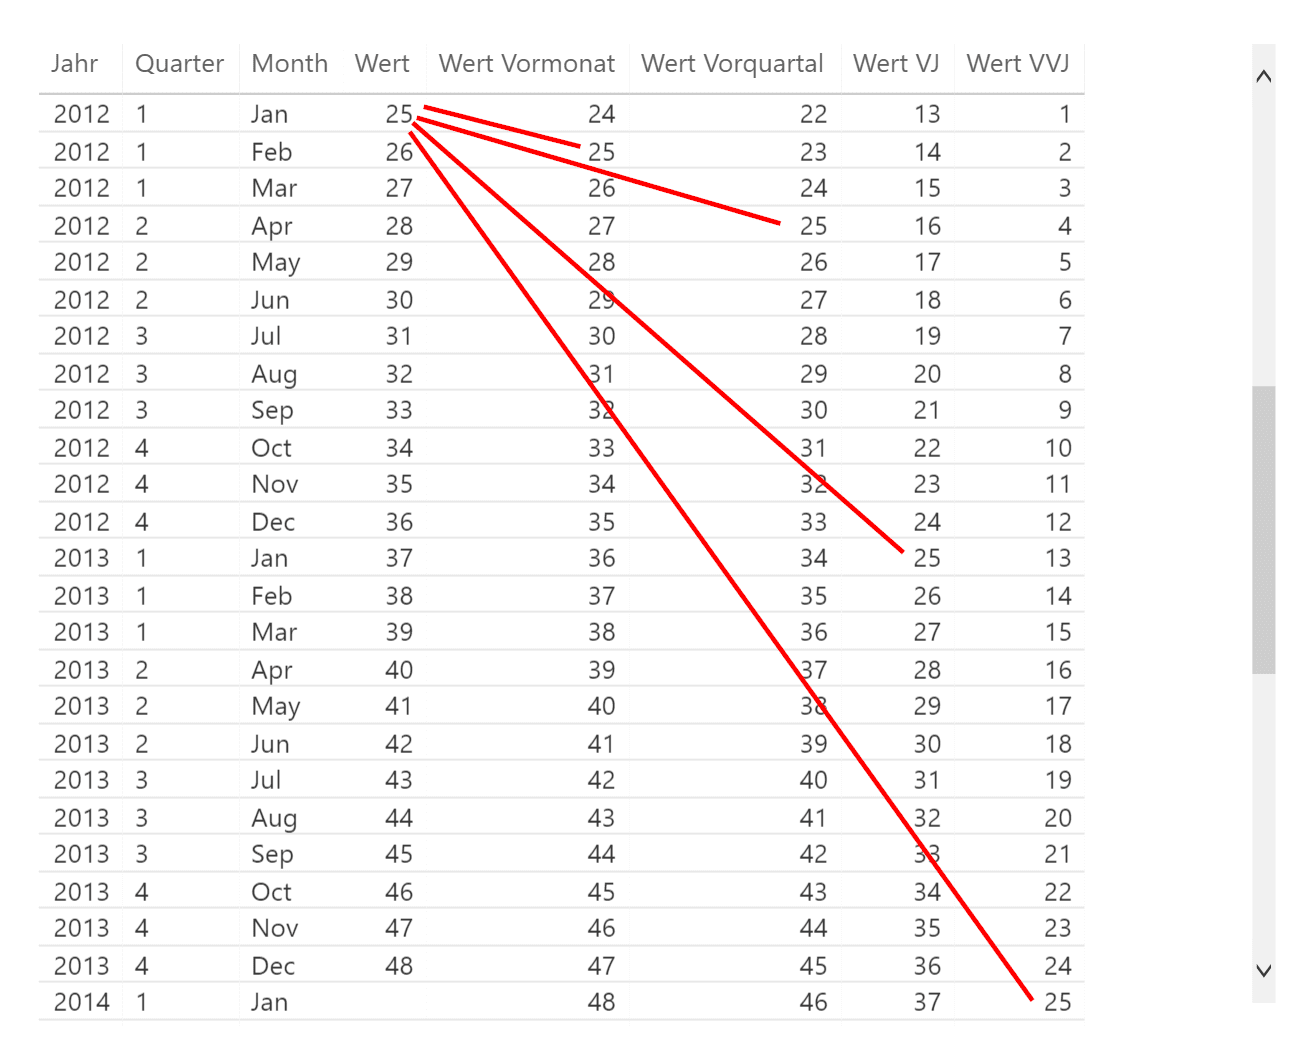 Jahr Quarter Month Wert Wert Vormonat Wert Vorquartal Wert VJ Wert VVJ
2012 1 Jan 25 24 22 13 1
2012 1 Feb 26 25 23 14 2
2012 1 Mar 27 26 24 15 3
2012 2 Apr 28 27 25 16 4
2012 2 May 29 28 26 17 5
2012 2 Jun 30 29 27 18 6
2012 3 Jul 31 30 28 19 7
2012 3 Aug 32 31 29 20 8
2012 3 Sep 33 32 30 21 9
2012 4 Oct 34 33 31 22 10
2012 4 Nov 35 34 32 23 11
2012 4 Dec 36 35 33 24 12
2013 1 Jan 37 36 34 25 13
2013 1 Feb 38 37 35 26 14
2013 1 Mar 39 38 36 27 15
2013 2 Apr 40 39 37 28 16
2013 2 May 41 40 38 29 17
2013 2 Jun 42 41 39 30 18
2013 3 Jul 43 42 40 31 19
2013 3 Aug 44 43 41 32 20
2013 3 Sep 45 44 42 33 21
2013 4 Oct 46 45 43 34 22
2013 4 Nov 47 46 44 35 23
2013 4 Dec 48 47 45 36 24
2014 1 Jan 48 46 37 25